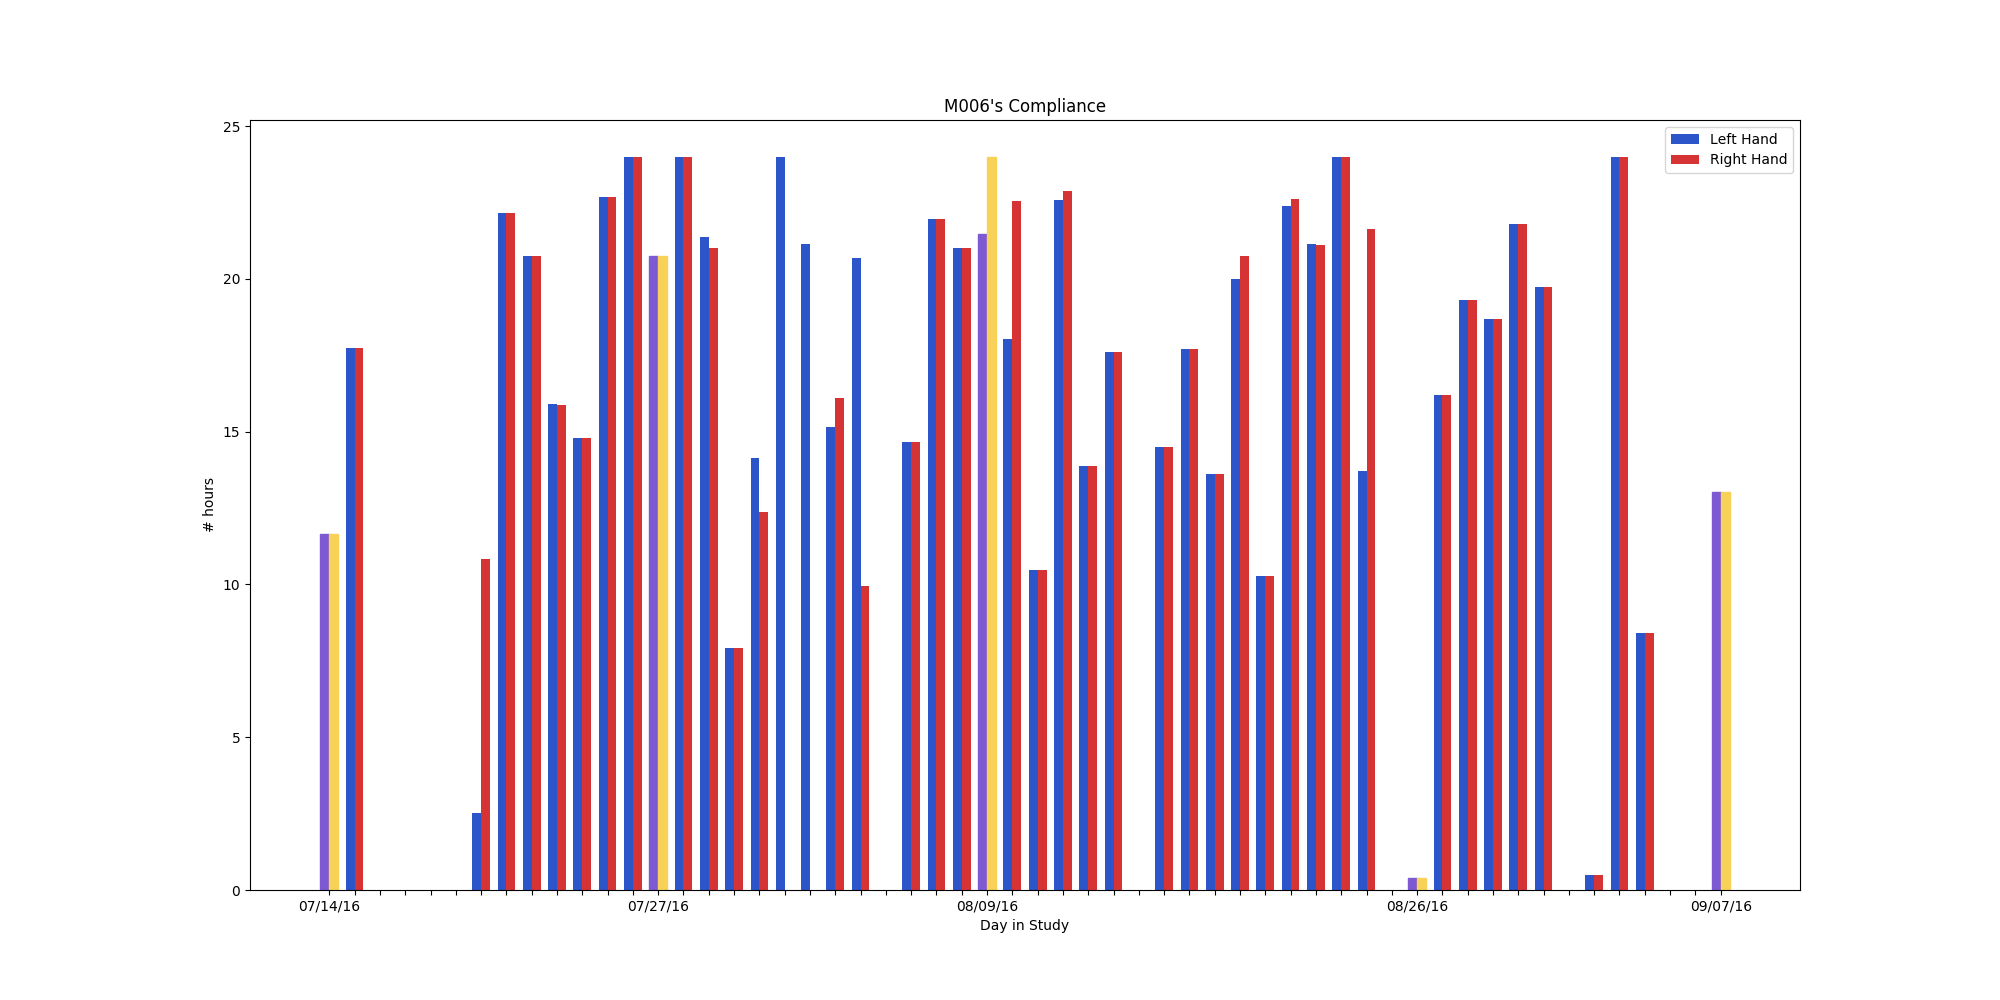 M006's Compliance
25
20
15
10
5
0
# hours
Left Hand
Right Hand
07/14/16 07/27/16 08/09/16 08/26/16 09/07/16
Day in Study